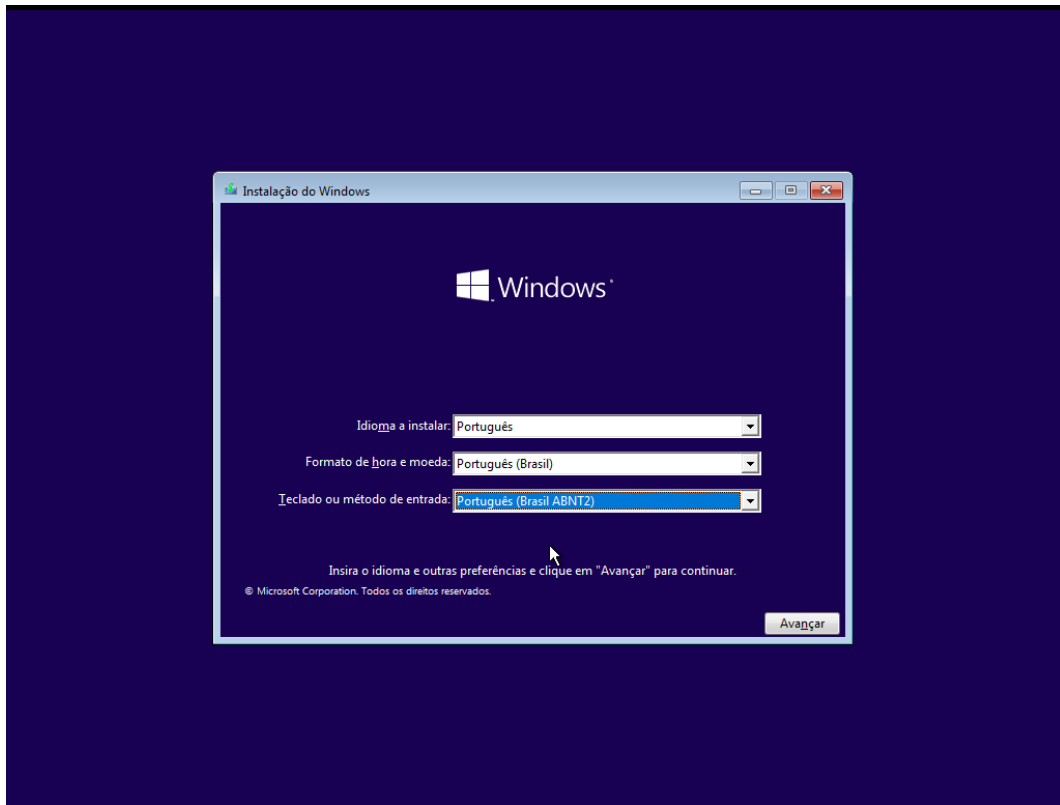 Instalação do Windows
Windows
Idioma a instalar: Português
Formato de hora e moeda: Português (Brasil)
Teclado ou método de entrada: Português (Brasil ABNT2)
Insira o idioma e outras preferências e clique em "Avançar" para continuar.
© Microsoft Corporation. Todos os direitos reservados.
Avançar